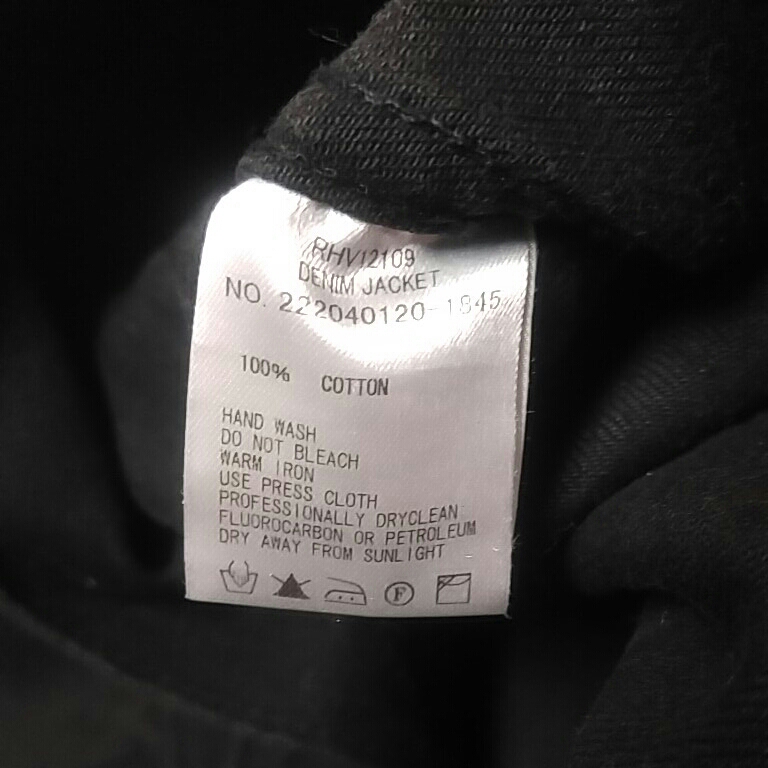 RHV12109
DENIM JACKET
NO. 222040120-1845
100% COTTON
HAND WASH
DO NOT BLEACH
WARM IRON
USE PRESS CLOTH
PROFESSIONALLY DRYCLEAN
FLUOROCARBON OR PETROLEUM
DRY AWAY FROM SUNLIGHT
F